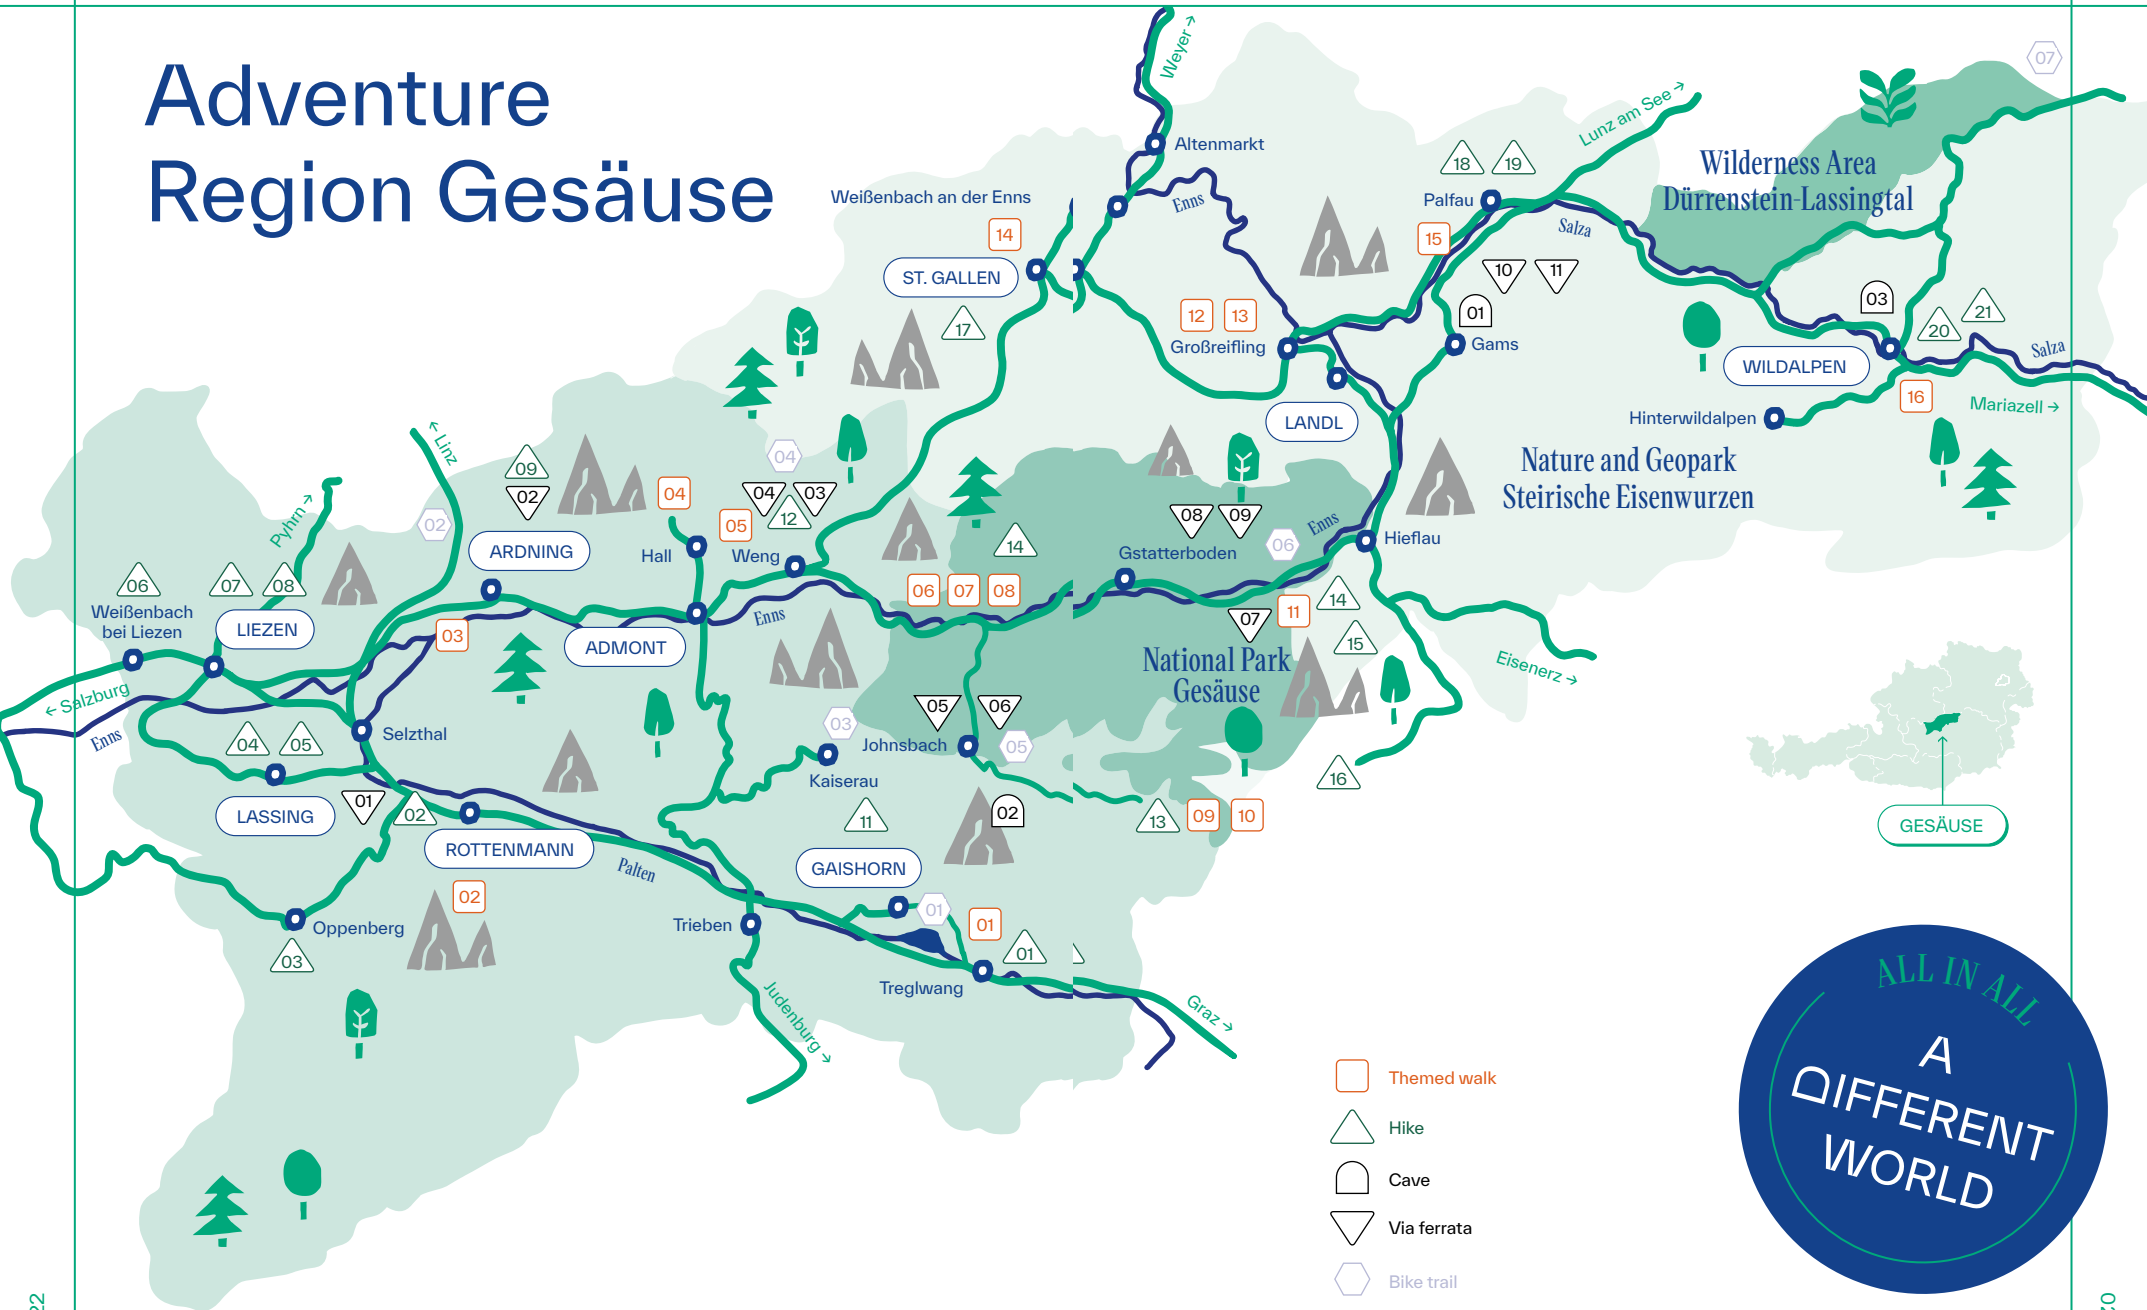 Adventure
Region Gesäuse
Weyer →
Altenmarkt
Weißenbach an der Enns
14
Enns
ST. GALLEN
17
18
19
Palfau
15
Lunz am See →
Salza
Wilderness Area
Dürrenstein-Lassingtal
07
10
11
01
Gams
12
13
Großreifling
LANDL
03
20
21
WILDALPEN
Salza
16
Mariazell →
Hinterwildalpen
Nature and Geopark
Steirische Eisenwurzen
← Linz
09
02
02
04
04
04
03
12
05
Pyhrn →
ARDNING
Hall
Weng
14
08
09
06
Enns
Gstatterboden
Hieflau
06
07
08
Weißenbach
bei Liezen
LIEZEN
03
ADMONT
Enns
06
07
08
07
11
14
15
National Park
Gesäuse
Eisenerz →
← Salzburg
Enns
04
05
Selzthal
03
Kaiserau
05
06
Johnsbach
05
16
LASSING
01
02
ROTTENMANN
11
02
13
09
10
Palten
GAISHORN
02
Oppenberg
03
Trieben
01
01
01
Treglwang
Judenburg →
Graz →
GESÄUSE
Themed walk
Hike
Cave
Via ferrata
Bike trail
ALL IN ALL
A
DIFFERENT
WORLD
22
20